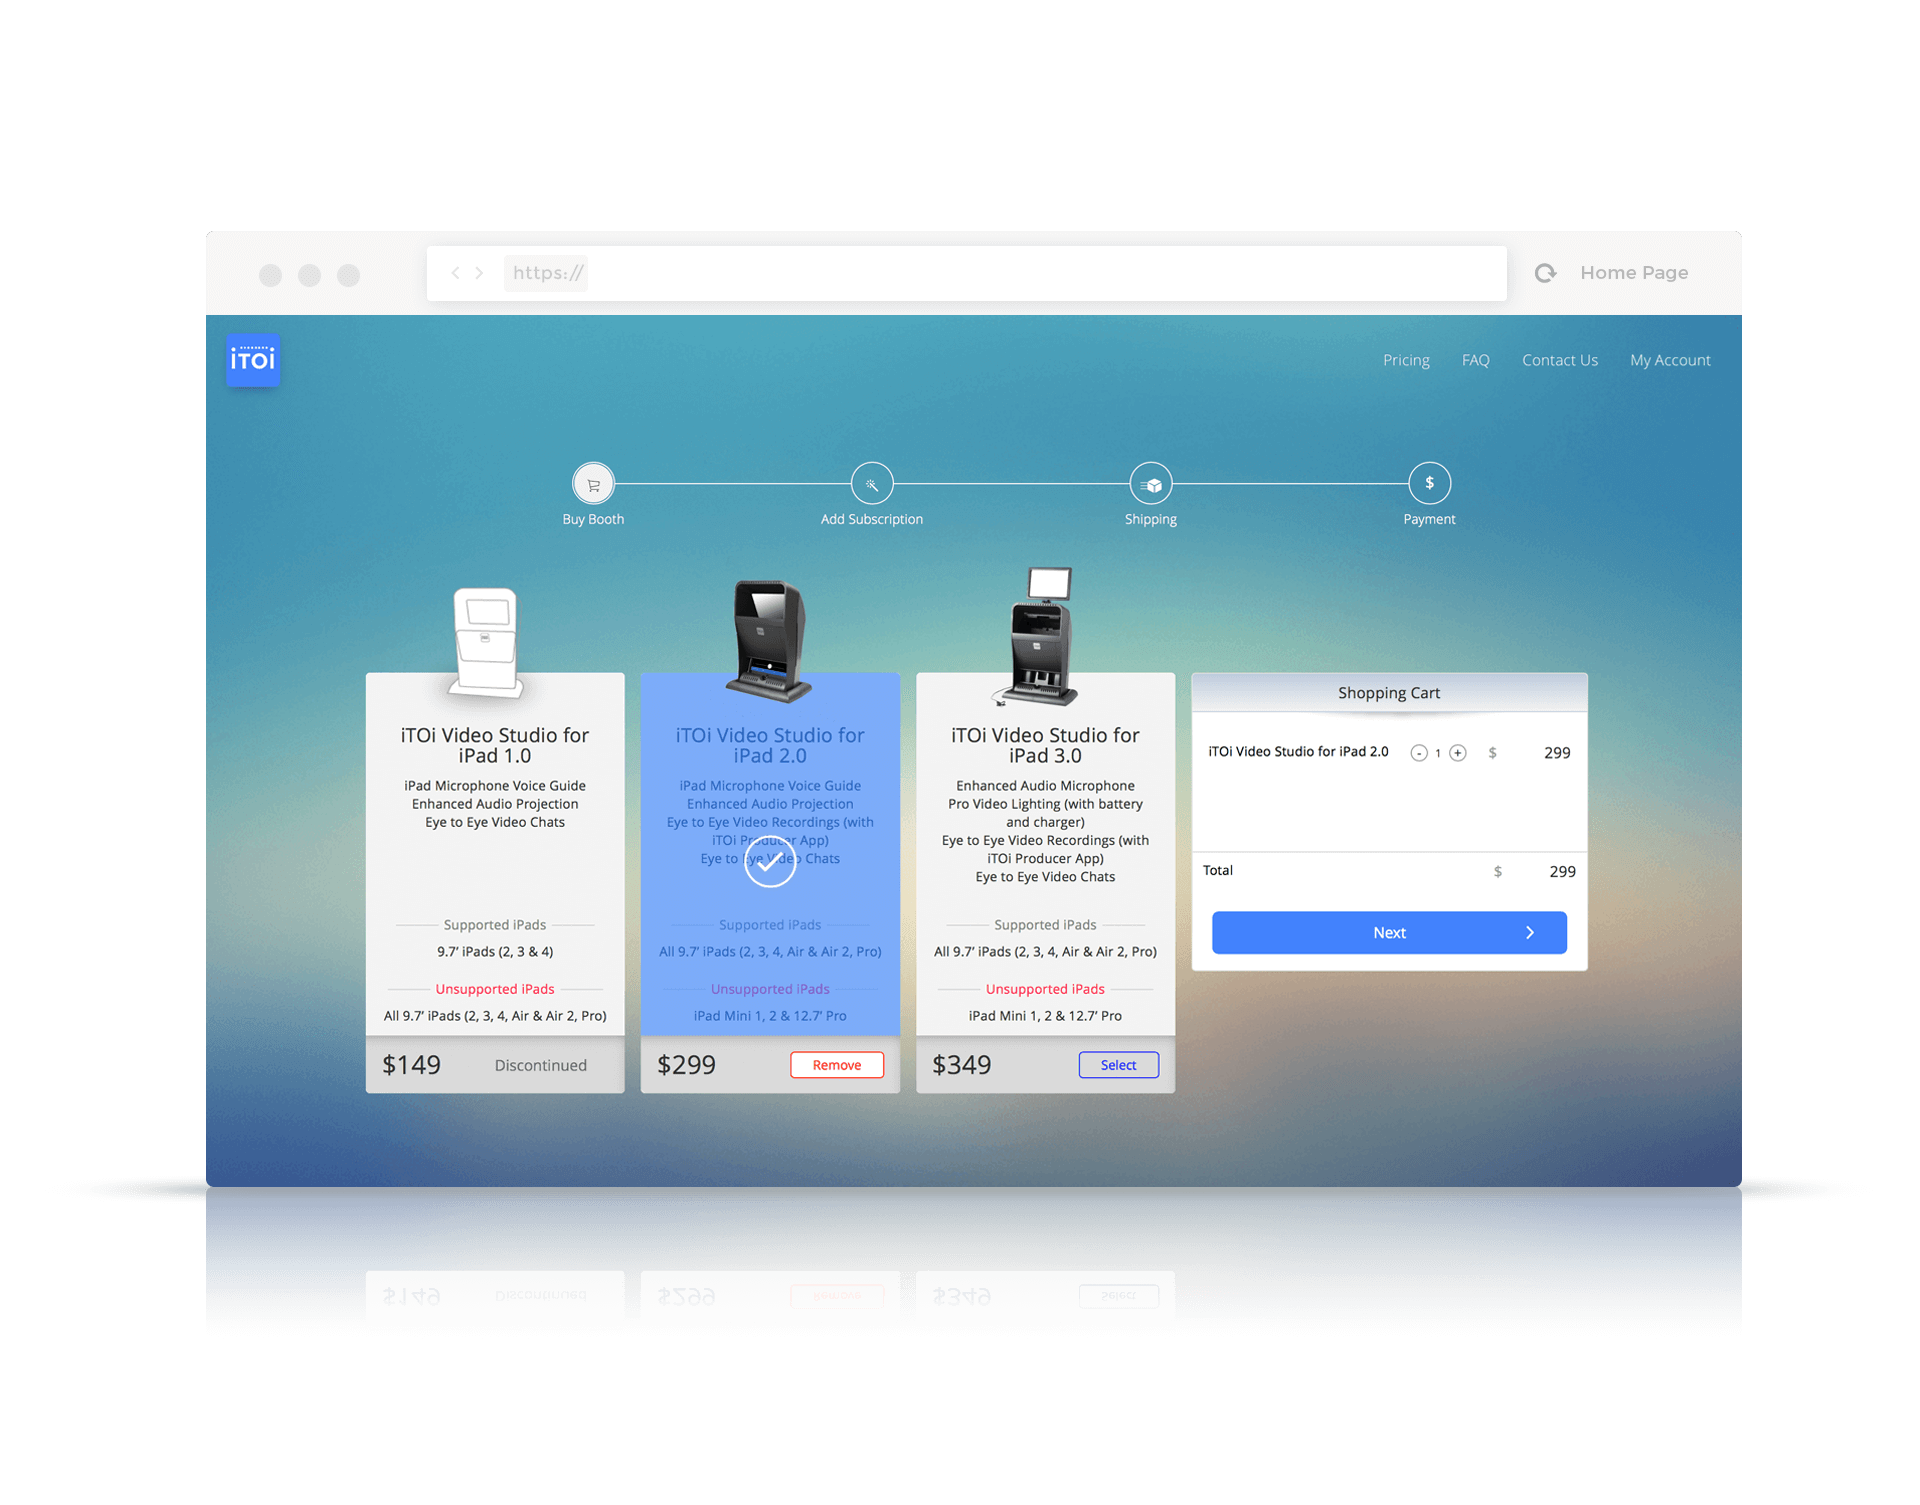 https://
Home Page
iTOi
Pricing
FAQ
Contact Us
My Account
$
Buy Booth
Add Subscription
Shipping
Payment
iTOi Video Studio for
iPad 1.0
iPad Microphone Voice Guide
Enhanced Audio Projection
Eye to Eye Video Chats
Supported iPads
9.7’ iPads (2, 3 & 4)
Unsupported iPads
All 9.7’ iPads (2, 3, 4, Air & Air 2, Pro)
$149
Discontinued
iTOi Video Studio for
iPad 2.0
iPad Microphone Voice Guide
Enhanced Audio Projection
Eye to Eye Video Recordings (with
iTOi Producer App)
Eye to Eye Video Chats
Supported iPads
All 9.7’ iPads (2, 3, 4, Air & Air 2, Pro)
Unsupported iPads
iPad Mini 1, 2 & 12.7’ Pro
$299
Remove
iTOi Video Studio for
iPad 3.0
Enhanced Audio Microphone
Pro Video Lighting (with battery
and charger)
Eye to Eye Video Recordings (with
iTOi Producer App)
Eye to Eye Video Chats
Supported iPads
All 9.7’ iPads (2, 3, 4, Air & Air 2, Pro)
Unsupported iPads
iPad Mini 1, 2 & 12.7’ Pro
$349
Select
Shopping Cart
iTOi Video Studio for iPad 2.0 - 1 + $ 299
Total $ 299
Next
$149
Discontinued
$299
Remove
$349
Select